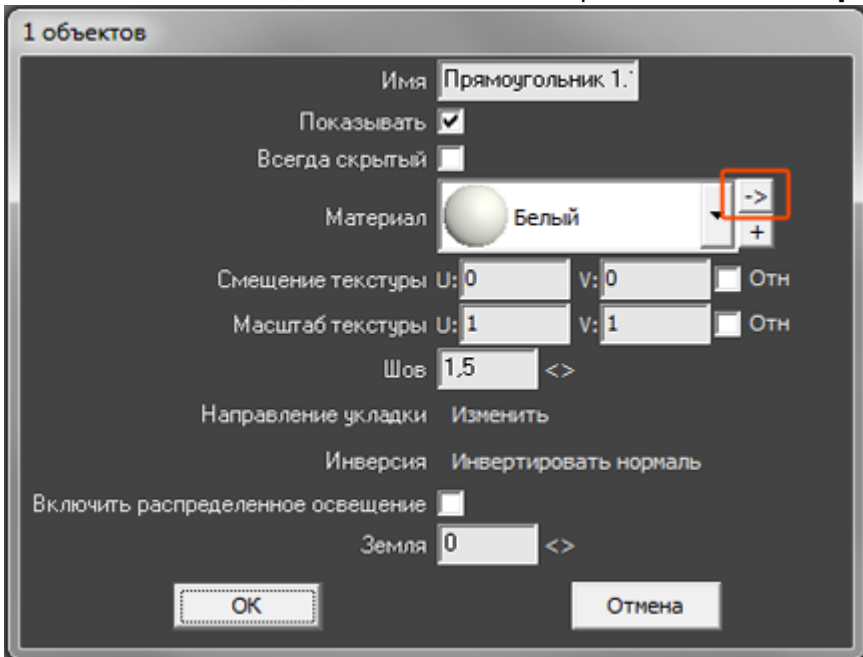 1 объектов
Имя Прямоугольник 1.
Показывать
Всегда скрытый
Материал Белый -> +
Смещение текстуры U: 0 V: 0 Отн
Масштаб текстуры U: 1 V: 1 Отн
Шов 1,5 <>
Направление укладки Изменить
Инверсия Инвертировать нормаль
Включить распределенное освещение
Земля 0 <>
ОК Отмена